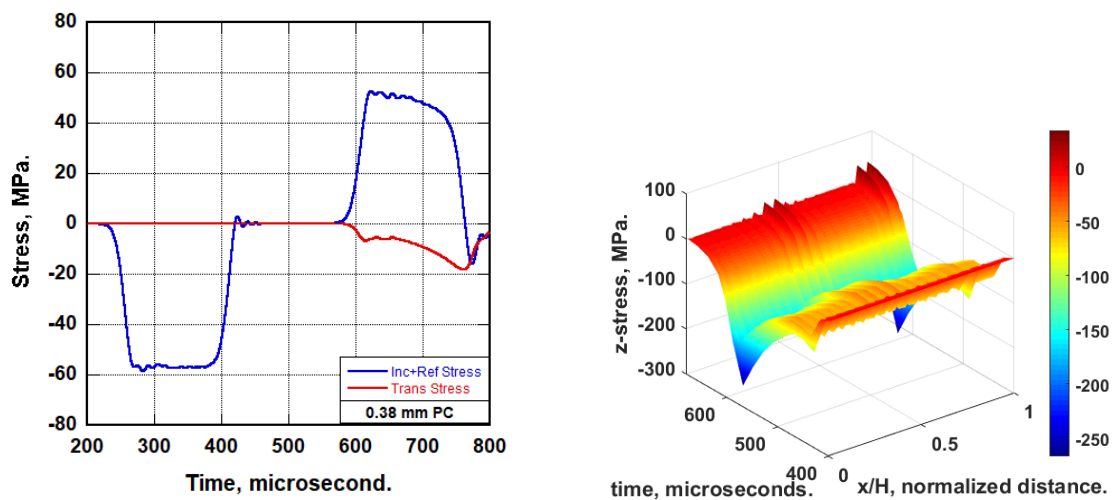 80
60
40
20
0
-20
-40
-60
-80
Stress, MPa.
Inc+Ref Stress
Trans Stress
0.38 mm PC
200 300 400 500 600 700 800
Time, microsecond.
100
0
-100
-200
-300
z-stress, MPa.
600
500
400
time, microseconds.
0
0.5
1
x/H, normalized distance.
0
-50
-100
-150
-200
-250